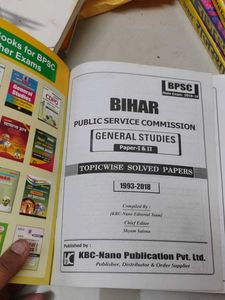 ooks for BPSC
her Exams
BPSC
BIHAR
PUBLIC SERVICE COMMISSION
GENERAL STUDIES
Paper-I & II
TOPICWISE SOLVED PAPERS
1993-2018
Compiled By :
(KBC-Nano Editorial Team)
Chief Editor
Shyam Salona
Published by :
KBC-Nano Publication Pvt. Ltd.
Publisher, Distributor & Order Supplier